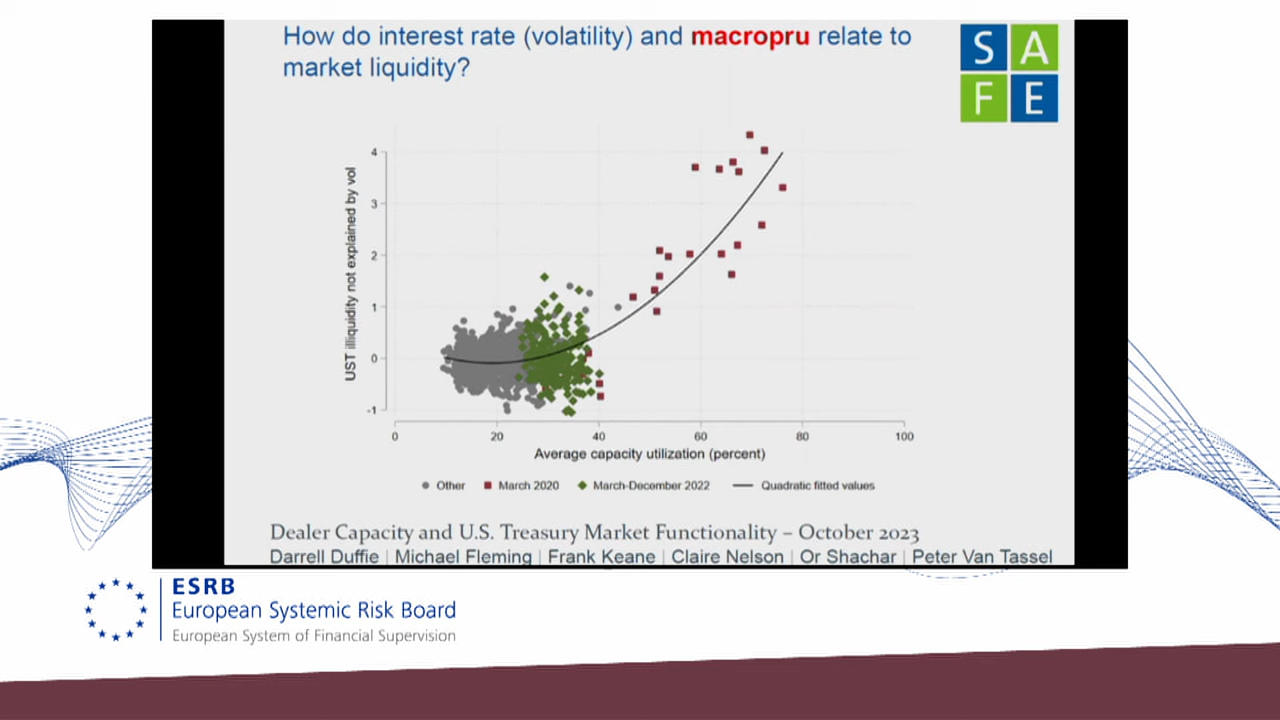 How do interest rate (volatility) and macropru relate to
market liquidity?
S A
F E
UST illiquidity not explained by vol
4
3
2
1
0
-1
0 20 40 60 80 100
Average capacity utilization (percent)
Other March 2020 March-December 2022 Quadratic fitted values
Dealer Capacity and U.S. Treasury Market Functionality – October 2023
Darrell Duffie | Michael Fleming | Frank Keane | Claire Nelson | Or Shachar | Peter Van Tassel
ESRB
European Systemic Risk Board
European System of Financial Supervision